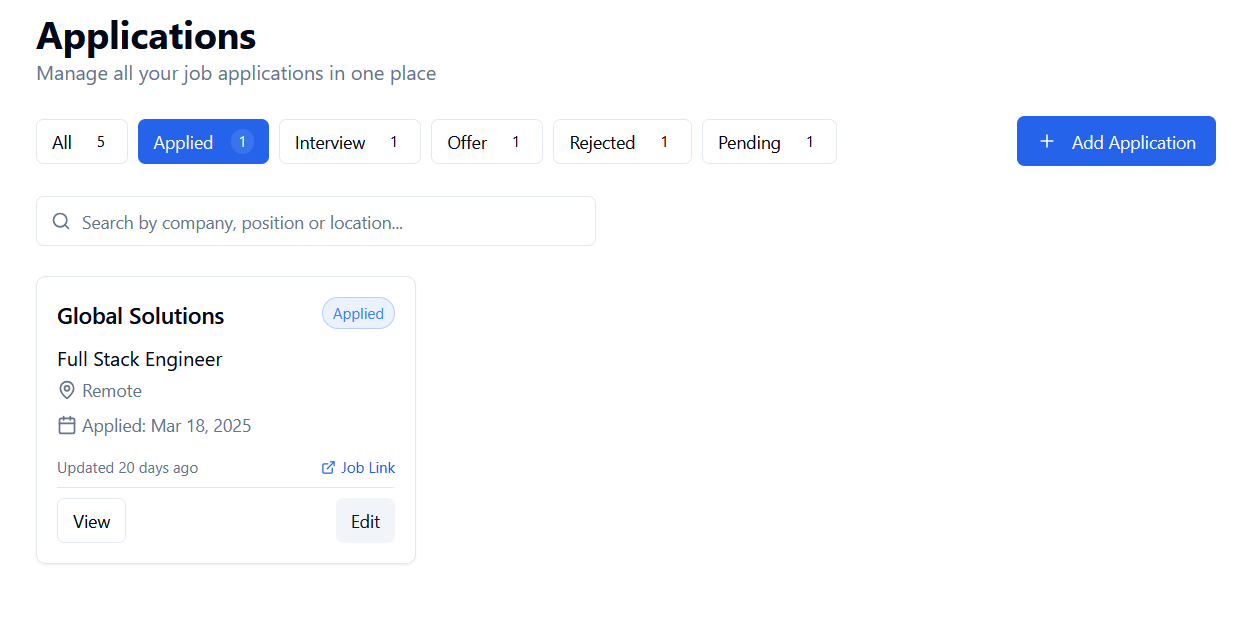 Applications
Manage all your job applications in one place
All 5 Applied 1 Interview 1 Offer 1 Rejected 1 Pending 1 + Add Application
Search by company, position or location...
Global Solutions Applied
Full Stack Engineer
Remote
Applied: Mar 18, 2025
Updated 20 days ago Job Link
View Edit